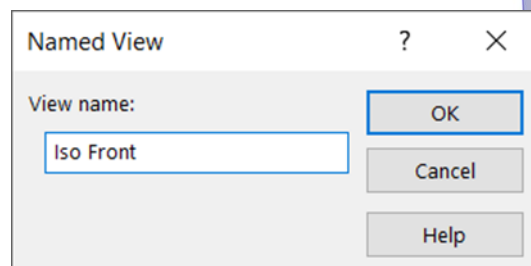 Named View ? ×
View name:
Iso Front
OK
Cancel
Help